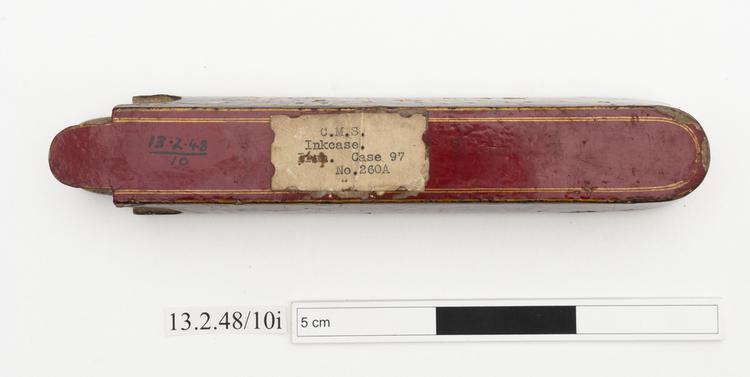 13.2.48
10
C.M.S.
Inkcase.
Case 97
No.260A
13.2.48/10i
5 cm